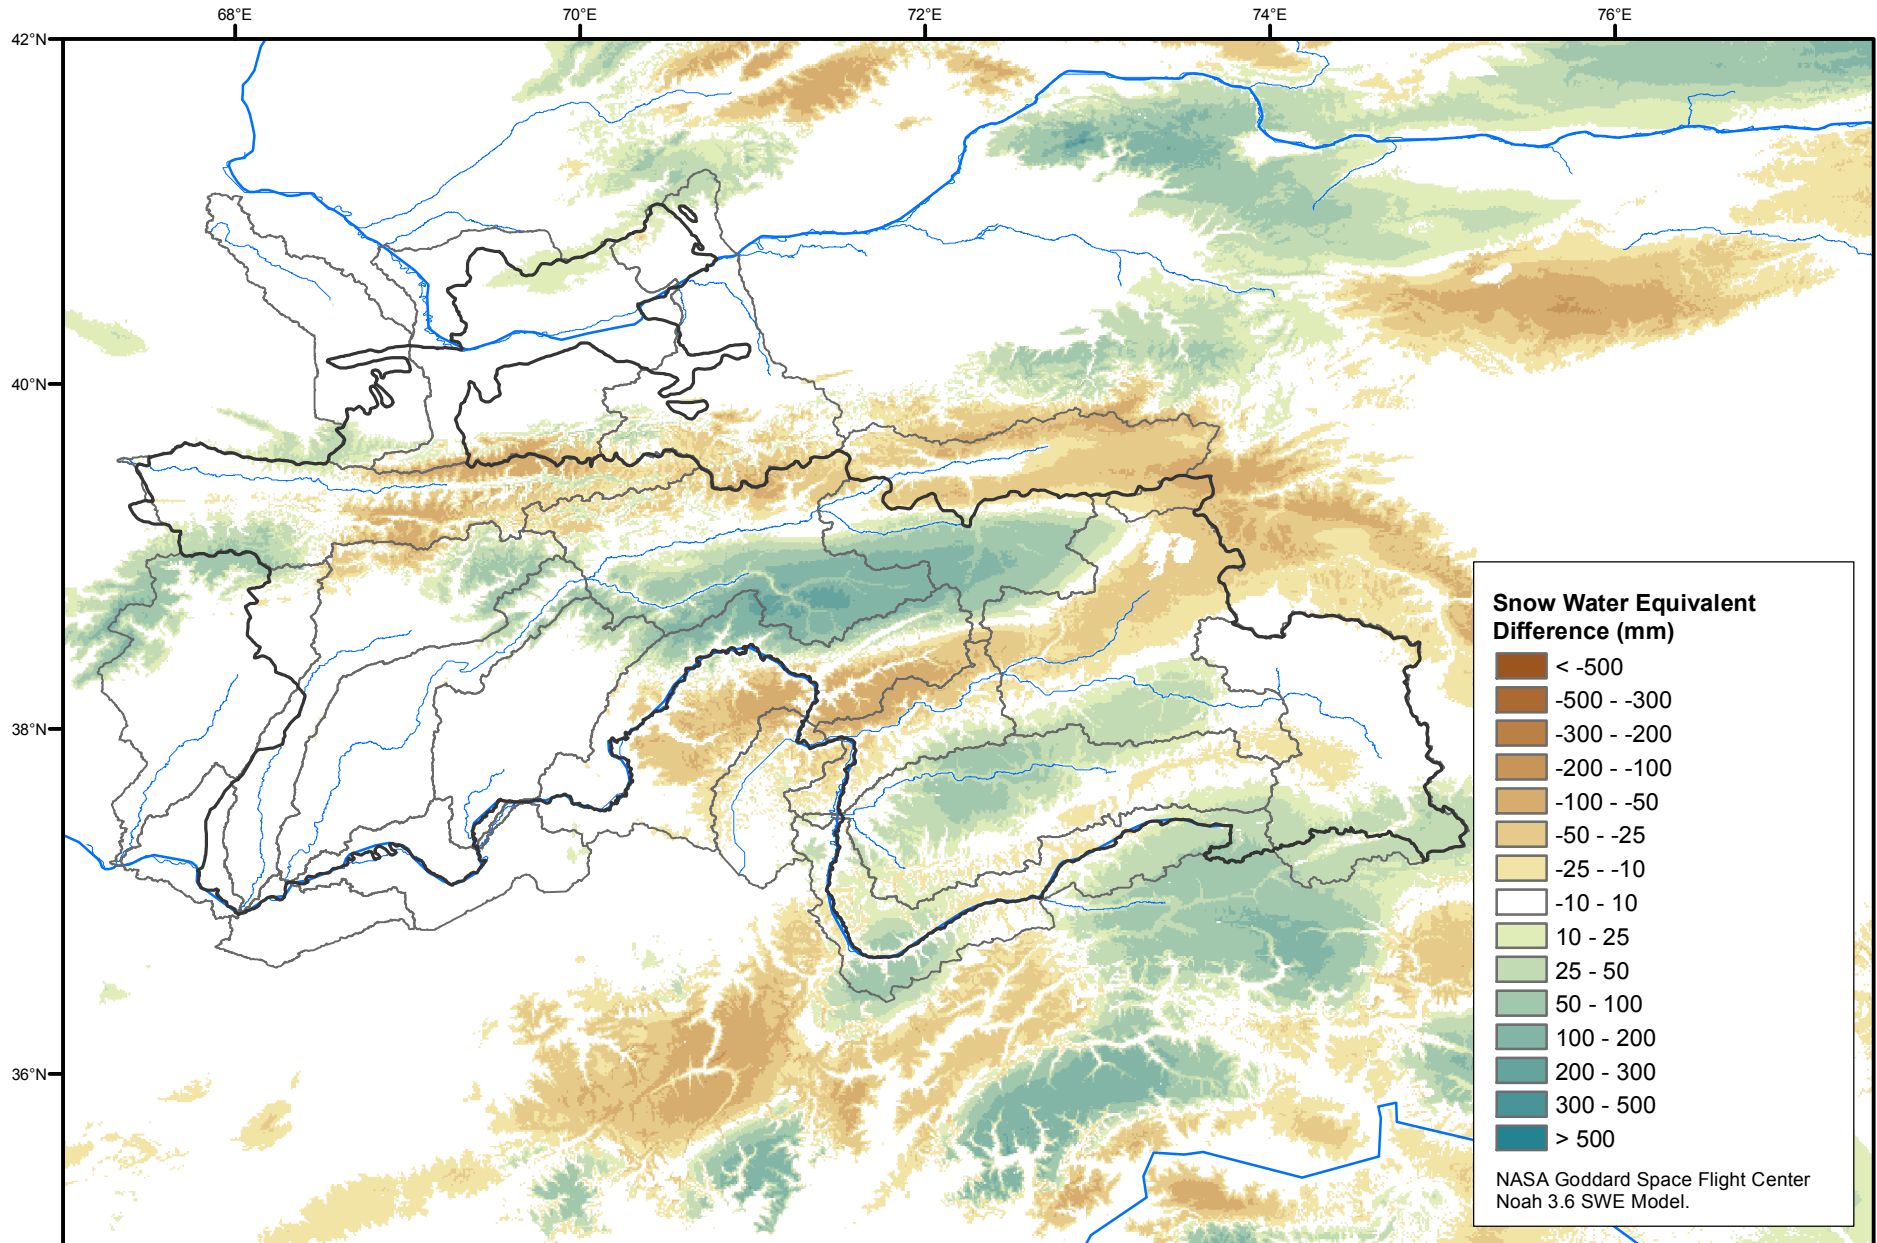 68°E 70°E 72°E 74°E 76°E
42°N
40°N
38°N
36°N
Snow Water Equivalent
Difference (mm)
< -500
-500 - -300
-300 - -200
-200 - -100
-100 - -50
-50 - -25
-25 - -10
-10 - 10
10 - 25
25 - 50
50 - 100
100 - 200
200 - 300
300 - 500
> 500
NASA Goddard Space Flight Center
Noah 3.6 SWE Model.